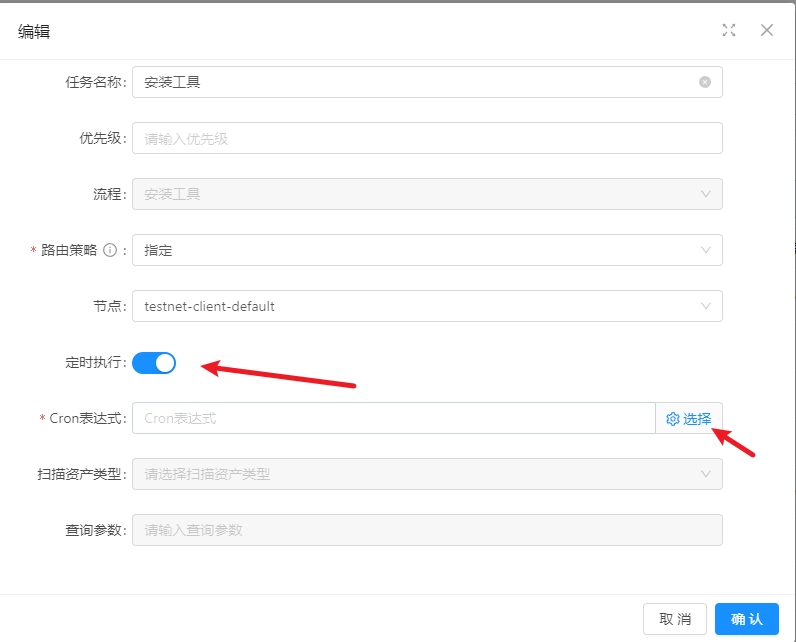 编辑
任务名称: 安装工具
优先级: 请输入优先级
流程: 安装工具
* 路由策略 : 指定
节点: testnet-client-default
定时执行:
* Cron表达式: Cron表达式 选择
扫描资产类型: 请选择扫描资产类型
查询参数: 请输入查询参数
取 消 确 认